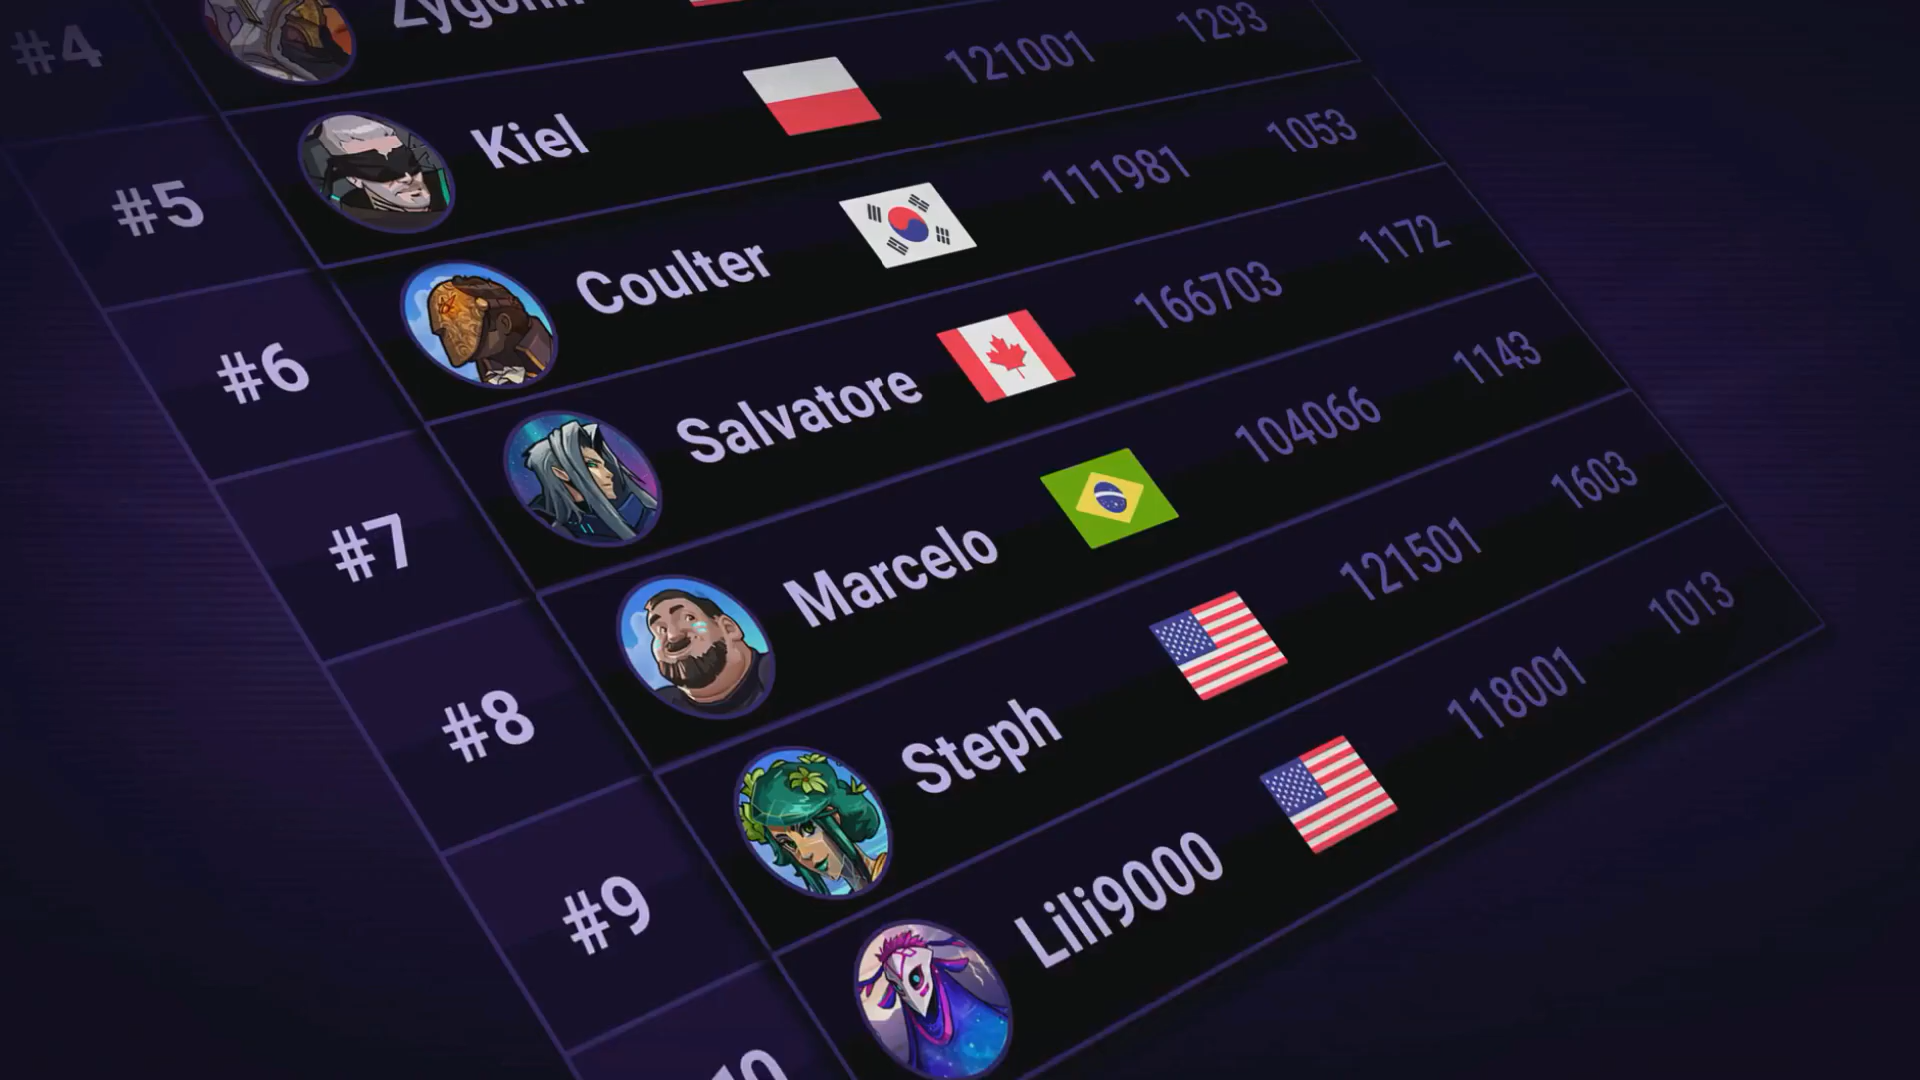 #4
#5 Kiel 121001 1293
#6 Coulter 111981 1053
#7 Salvatore 166703 1172
#8 Marcelo 104066 1143
#9 Steph 121501 1603
Lili9000 118001 1013